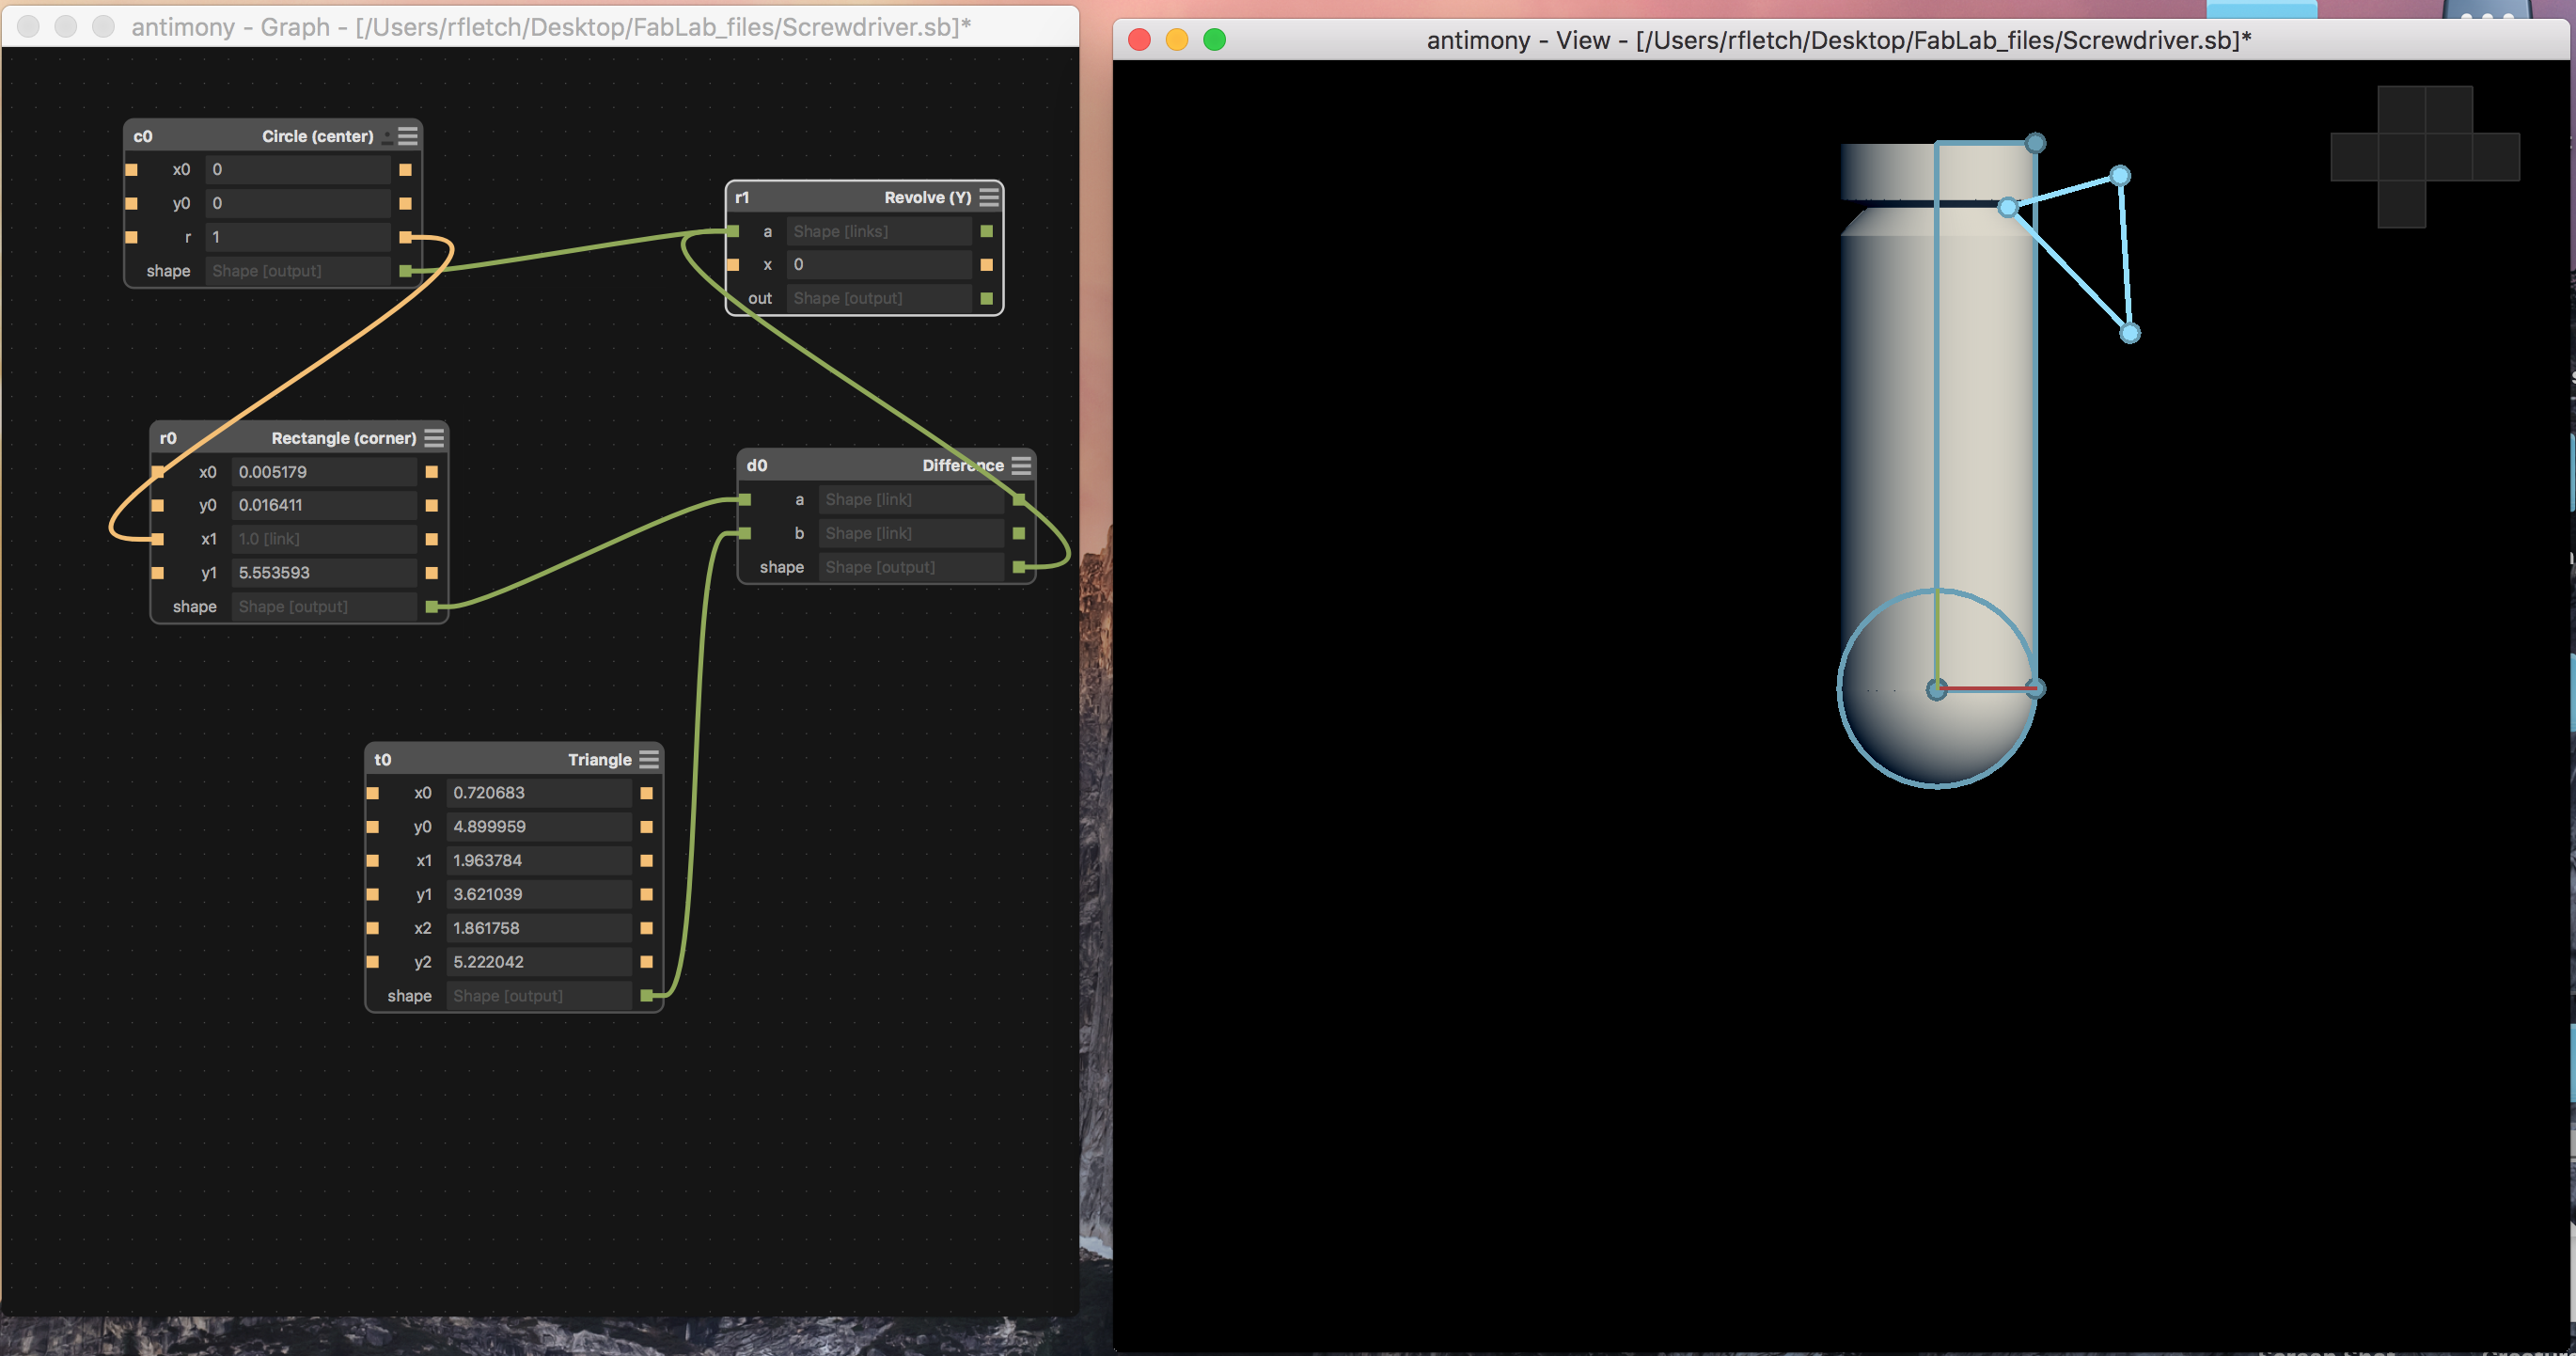 antimony - Graph - [/Users/rfletch/Desktop/FabLab_files/Screwdriver.sb]*
c0 Circle (center)
x0 0
y0 0
r 1
shape Shape [output]
r1 Revolve (Y)
a Shape [links]
x 0
out Shape [output]
r0 Rectangle (corner)
x0 0.005179
y0 0.016411
x1 1.0 [link]
y1 5.553593
shape Shape [output]
d0 Difference
a Shape [link]
b Shape [link]
shape Shape [output]
t0 Triangle
x0 0.720683
y0 4.899959
x1 1.963784
y1 3.621039
x2 1.861758
y2 5.222042
shape Shape [output]
antimony - View - [/Users/rfletch/Desktop/FabLab_files/Screwdriver.sb]*